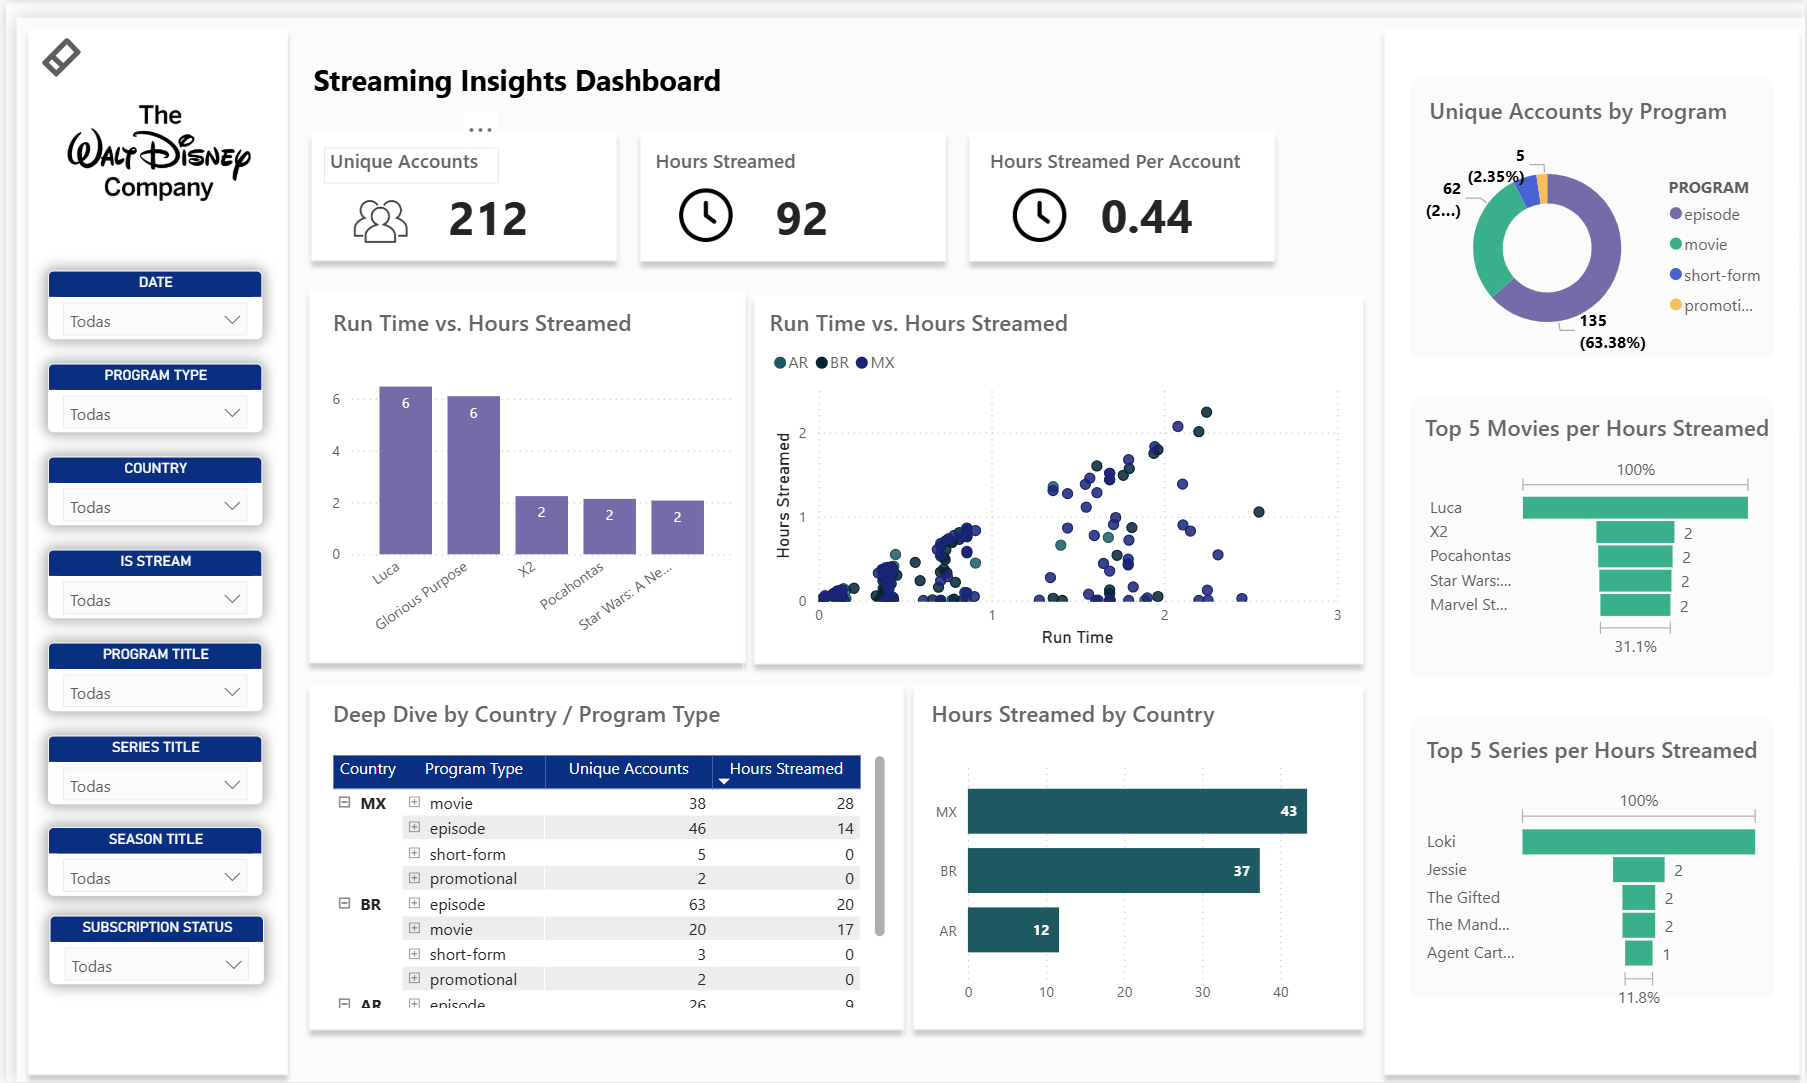 The
WALT DISNEY
Company
DATE
Todas
PROGRAM TYPE
Todas
COUNTRY
Todas
IS STREAM
Todas
PROGRAM TITLE
Todas
SERIES TITLE
Todas
SEASON TITLE
Todas
SUBSCRIPTION STATUS
Todas
Streaming Insights Dashboard
Unique Accounts
212
Hours Streamed
92
Hours Streamed Per Account
0.44
Run Time vs. Hours Streamed
6
4
2
0
6
6
2
2
2
Luca
Glorious Purpose
X2
Pocahontas
Star Wars: A Ne...
Run Time vs. Hours Streamed
AR BR MX
Hours Streamed
2
1
0
0 1 2 3
Run Time
Deep Dive by Country / Program Type
Country Program Type Unique Accounts Hours Streamed
MX movie 38 28
episode 46 14
short-form 5 0
promotional 2 0
BR episode 63 20
movie 20 17
short-form 3 0
promotional 2 0
AR episode 26 9
Hours Streamed by Country
MX 43
BR 37
AR 12
0 10 20 30 40
Unique Accounts by Program
5
(2.35%)
62
(2...)
135
(63.38%)
PROGRAM
episode
movie
short-form
promoti...
Top 5 Movies per Hours Streamed
100%
Luca
X2 2
Pocahontas 2
Star Wars:... 2
Marvel St... 2
31.1%
Top 5 Series per Hours Streamed
100%
Loki
Jessie 2
The Gifted 2
The Mand... 2
Agent Cart... 1
11.8%